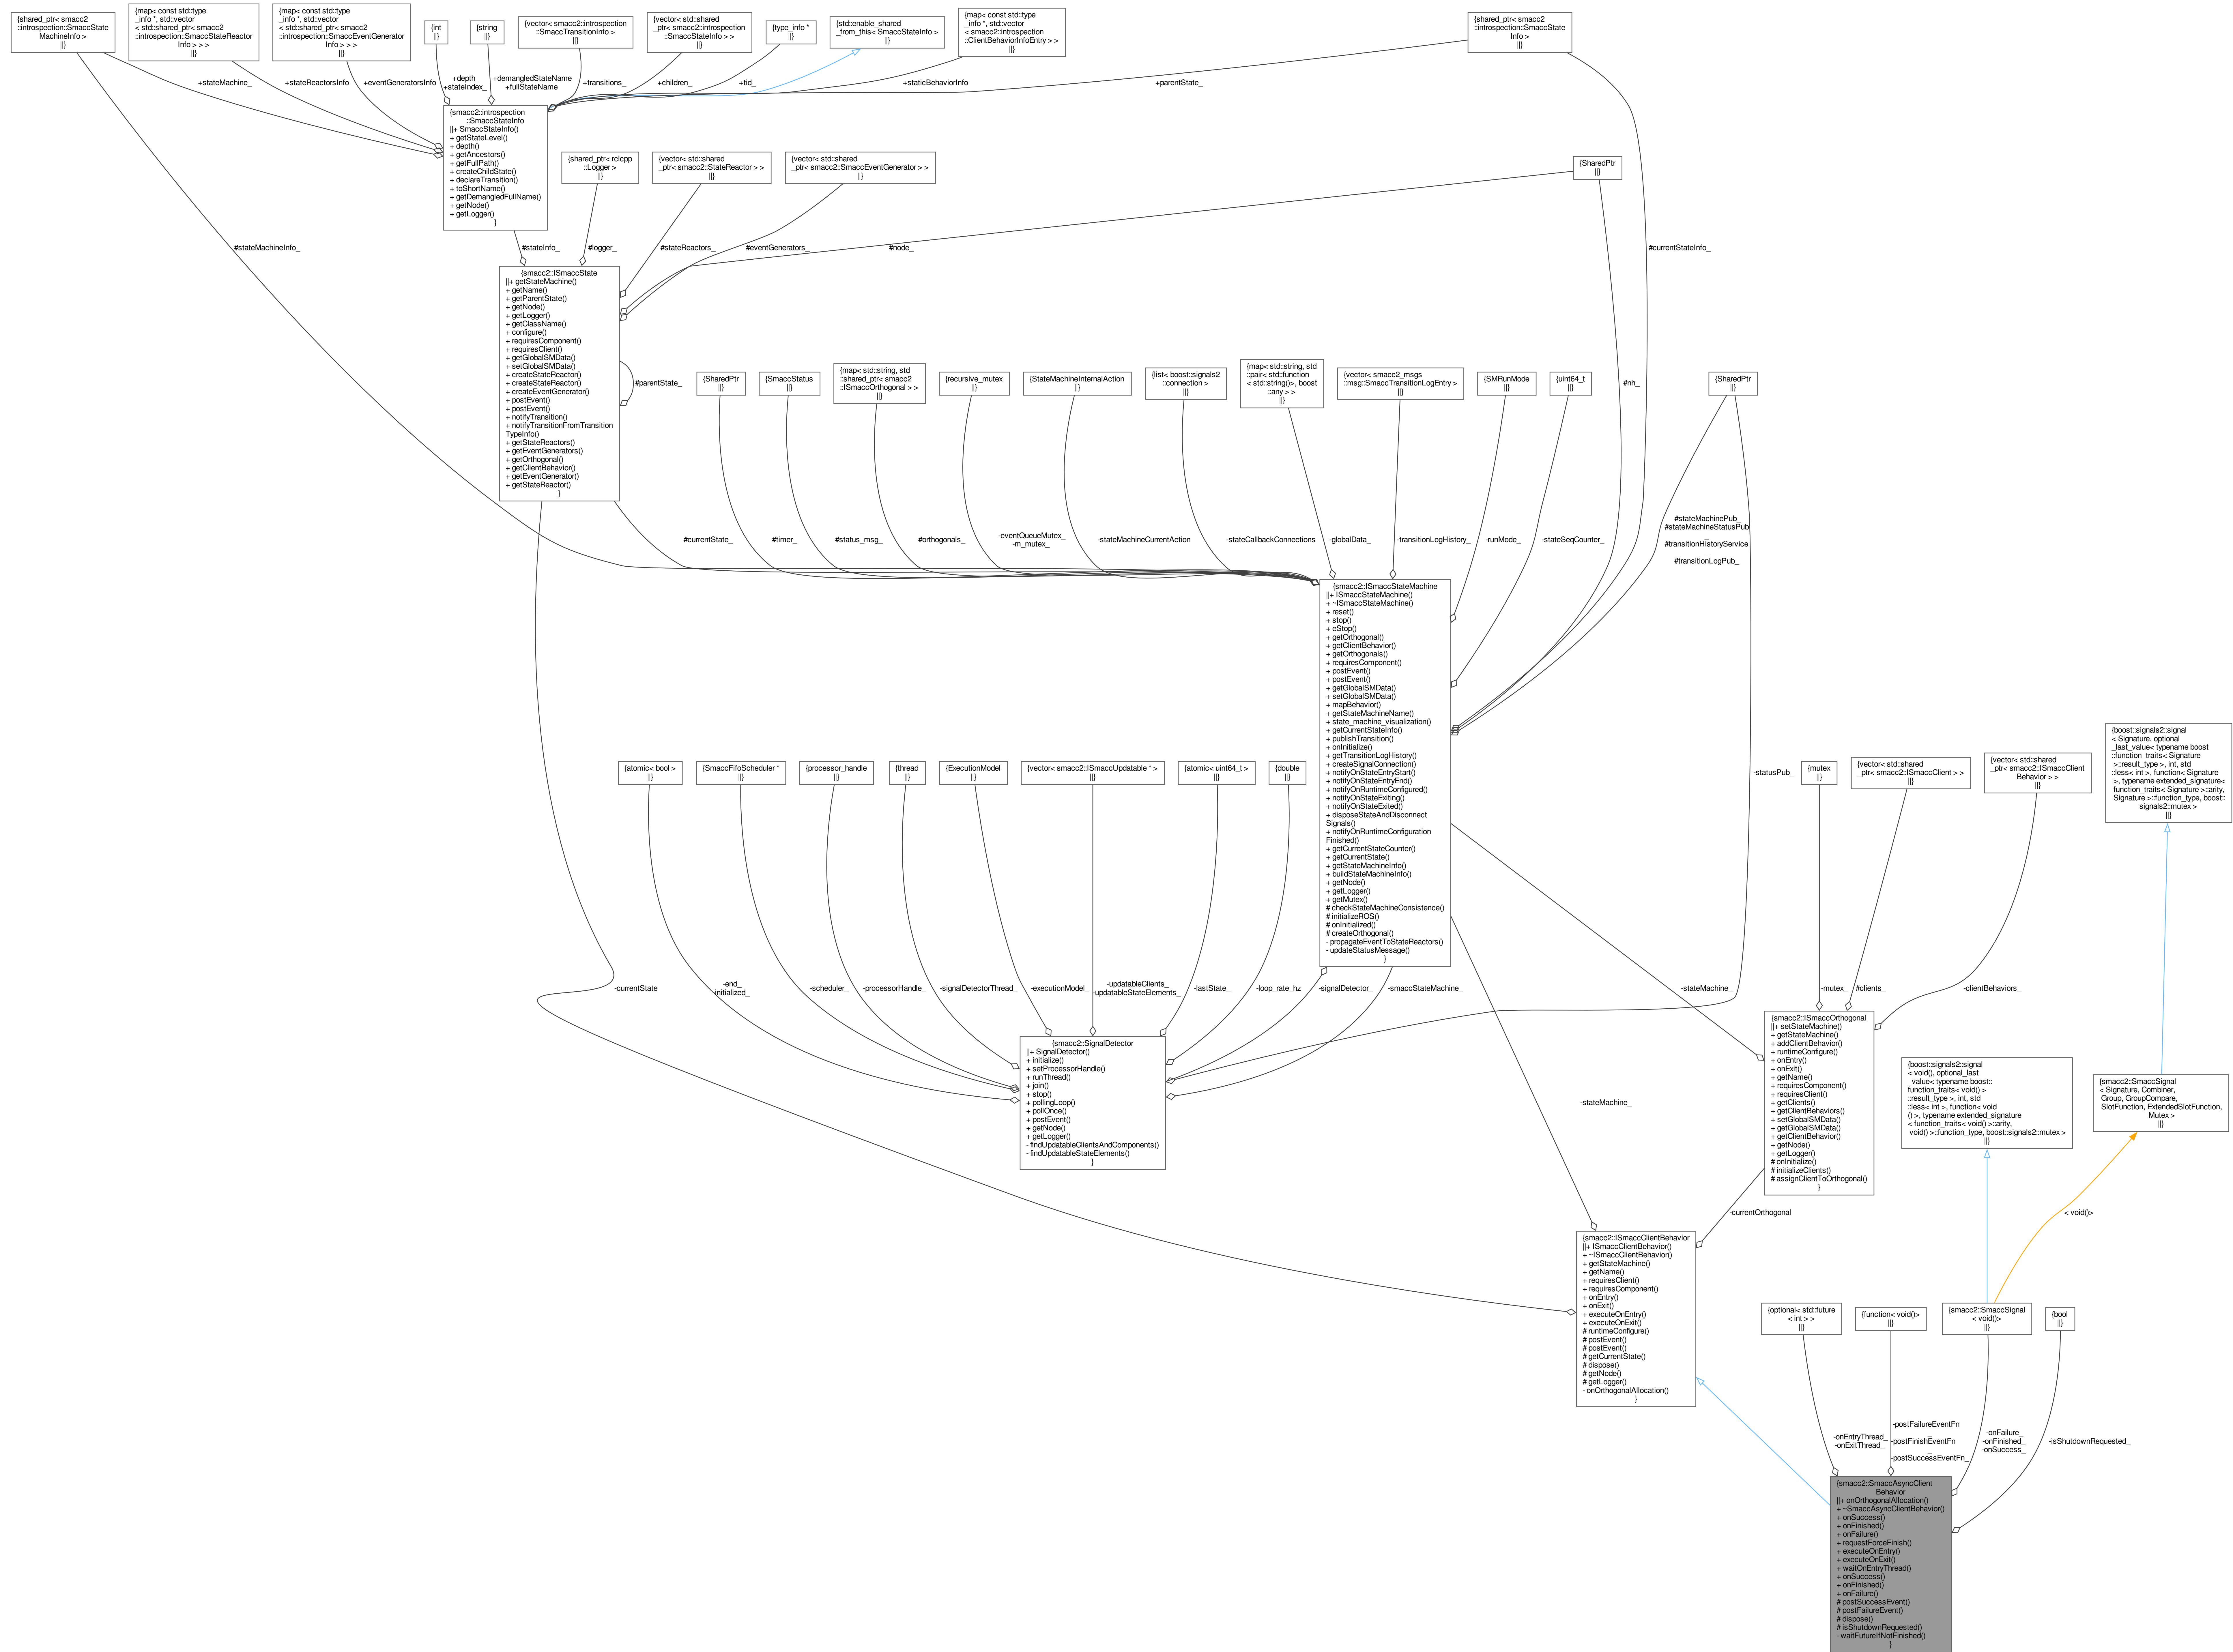 {shared_ptr< smacc2
::introspection::SmaccState
MachineInfo >
||}
{map< const std::type
_info *, std::vector
< std::shared_ptr< smacc2
::introspection::SmaccStateReactor
Info > > >
||}
{map< const std::type
_info *, std::vector
< std::shared_ptr< smacc2
::introspection::SmaccEventGenerator
Info > > >
||}
{int
||}
{string
||}
{vector< smacc2::introspection
::SmaccTransitionInfo >
||}
{vector< std::shared
_ptr< smacc2::introspection
::SmaccStateInfo > >
||}
{type_info *
||}
{std::enable_shared
_from_this< SmaccStateInfo >
||}
{map< const std::type
_info *, std::vector
< smacc2::introspection
::ClientBehaviorInfoEntry > >
||}
{shared_ptr< smacc2
::introspection::SmaccState
Info >
||}
+stateMachine_
+stateReactorsInfo
+eventGeneratorsInfo
+depth_
+stateIndex_
+demangledStateName
+fullStateName
+transitions_
+children_
+tid_
+staticBehaviorInfo
+parentState_
{smacc2::introspection
::SmaccStateInfo
||+ SmaccStateInfo()
+ getStateLevel()
+ depth()
+ getAncestors()
+ getFullPath()
+ createChildState()
+ declareTransition()
+ toShortName()
+ getDemangledFullName()
+ getNode()
+ getLogger()
}
{shared_ptr< rclcpp
::Logger >
||}
{vector< std::shared
_ptr< smacc2::StateReactor > >
||}
{vector< std::shared
_ptr< smacc2::SmaccEventGenerator > >
||}
{SharedPtr
||}
#stateMachineInfo_
#stateInfo_
#logger_
#stateReactors_
#eventGenerators_
#node_
#currentStateInfo_
{smacc2::ISmaccState
||+ getStateMachine()
+ getName()
+ getParentState()
+ getNode()
+ getLogger()
+ getClassName()
+ configure()
+ requiresComponent()
+ requiresClient()
+ getGlobalSMData()
+ setGlobalSMData()
+ createStateReactor()
+ createStateReactor()
+ createEventGenerator()
+ postEvent()
+ postEvent()
+ notifyTransition()
+ notifyTransitionFromTransition
TypeInfo()
+ getStateReactors()
+ getEventGenerators()
+ getOrthogonal()
+ getClientBehavior()
+ getEventGenerator()
+ getStateReactor()
}
#parentState_
{SharedPtr
||}
{SmaccStatus
||}
{map< std::string, std
::shared_ptr< smacc2
::ISmaccOrthogonal > >
||}
{recursive_mutex
||}
{StateMachineInternalAction
||}
{list< boost::signals2
::connection >
||}
{map< std::string, std
::pair< std::function
< std::string()>, boost
::any > >
||}
{vector< smacc2_msgs
::msg::SmaccTransitionLogEntry >
||}
{SMRunMode
||}
{uint64_t
||}
#nh_
{SharedPtr
||}
#currentState_
#timer_
#status_msg_
#orthogonals_
-eventQueueMutex_
-m_mutex_
-stateMachineCurrentAction
-stateCallbackConnections
-globalData_
-transitionLogHistory_
-runMode_
-stateSeqCounter_
#stateMachinePub_
#stateMachineStatusPub
_
#transitionHistoryService
_
#transitionLogPub_
{smacc2::ISmaccStateMachine
||+ ISmaccStateMachine()
+ ~ISmaccStateMachine()
+ reset()
+ stop()
+ eStop()
+ getOrthogonal()
+ getClientBehavior()
+ getOrthogonals()
+ requiresComponent()
+ postEvent()
+ postEvent()
+ getGlobalSMData()
+ setGlobalSMData()
+ mapBehavior()
+ getStateMachineName()
+ state_machine_visualization()
+ getCurrentStateInfo()
+ publishTransition()
+ onInitialize()
+ getTransitionLogHistory()
+ createSignalConnection()
+ notifyOnStateEntryStart()
+ notifyOnStateEntryEnd()
+ notifyOnRuntimeConfigured()
+ notifyOnStateExiting()
+ notifyOnStateExited()
+ disposeStateAndDisconnect
Signals()
+ notifyOnRuntimeConfiguration
Finished()
+ getCurrentStateCounter()
+ getCurrentState()
+ getStateMachineInfo()
+ buildStateMachineInfo()
+ getNode()
+ getLogger()
+ getMutex()
# checkStateMachineConsistence()
# initializeROS()
# onInitialized()
# createOrthogonal()
- propagateEventToStateReactors()
- updateStatusMessage()
}
{atomic< bool >
||}
{SmaccFifoScheduler *
||}
{processor_handle
||}
{thread
||}
{ExecutionModel
||}
{vector< smacc2::ISmaccUpdatable * >
||}
{atomic< uint64_t >
||}
{double
||}
-statusPub_
{mutex
||}
{vector< std::shared
_ptr< smacc2::ISmaccClient > >
||}
{vector< std::shared
_ptr< smacc2::ISmaccClient
Behavior > >
||}
{boost::signals2::signal
< Signature, optional
_last_value< typename boost
::function_traits< Signature
>::result_type >, int, std
::less< int >, function< Signature
>, typename extended_signature<
function_traits< Signature >::arity,
Signature >::function_type, boost::
signals2::mutex >
||}
-currentState
-end_
-initialized_
-scheduler_
-processorHandle_
-signalDetectorThread_
-executionModel_
-updatableClients_
-updatableStateElements_
-lastState_
-loop_rate_hz
-signalDetector_
-smaccStateMachine_
-stateMachine_
-mutex_
#clients_
-clientBehaviors_
{smacc2::SignalDetector
||+ SignalDetector()
+ initialize()
+ setProcessorHandle()
+ runThread()
+ join()
+ stop()
+ pollingLoop()
+ pollOnce()
+ postEvent()
+ getNode()
+ getLogger()
- findUpdatableClientsAndComponents()
- findUpdatableStateElements()
}
{smacc2::ISmaccOrthogonal
||+ setStateMachine()
+ getStateMachine()
+ addClientBehavior()
+ runtimeConfigure()
+ onEntry()
+ onExit()
+ getName()
+ requiresComponent()
+ requiresClient()
+ getClients()
+ getClientBehaviors()
+ setGlobalSMData()
+ getGlobalSMData()
+ getClientBehavior()
+ getNode()
+ getLogger()
# onInitialize()
# initializeClients()
# assignClientToOrthogonal()
}
{boost::signals2::signal
< void(), optional_last
_value< typename boost::
function_traits< void() >
::result_type >, int, std
::less< int >, function< void
() >, typename extended_signature
< function_traits< void() >::arity,
void() >::function_type, boost::signals2::mutex >
||}
{smacc2::SmaccSignal
< Signature, Combiner,
Group, GroupCompare,
SlotFunction, ExtendedSlotFunction,
Mutex >
||}
-stateMachine_
-currentOrthogonal
< void()>
{smacc2::ISmaccClientBehavior
||+ ISmaccClientBehavior()
+ ~ISmaccClientBehavior()
+ getStateMachine()
+ getName()
+ requiresClient()
+ requiresComponent()
+ onEntry()
+ onExit()
+ executeOnEntry()
+ executeOnExit()
# runtimeConfigure()
# postEvent()
# postEvent()
# getCurrentState()
# dispose()
# getNode()
# getLogger()
- onOrthogonalAllocation()
}
{optional< std::future
< int > >
||}
{function< void()>
||}
{smacc2::SmaccSignal
< void()>
||}
{bool
||}
-onEntryThread_
-onExitThread_
-postFailureEventFn
_
-postFinishEventFn
_
-postSuccessEventFn_
-onFailure_
-onFinished_
-onSuccess_
-isShutdownRequested_
{smacc2::SmaccAsyncClient
Behavior
||+ onOrthogonalAllocation()
+ ~SmaccAsyncClientBehavior()
+ onSuccess()
+ onFinished()
+ onFailure()
+ requestForceFinish()
+ executeOnEntry()
+ executeOnExit()
+ waitOnEntryThread()
+ onSuccess()
+ onFinished()
+ onFailure()
# postSuccessEvent()
# postFailureEvent()
# dispose()
# isShutdownRequested()
- waitFutureIfNotFinished()
}